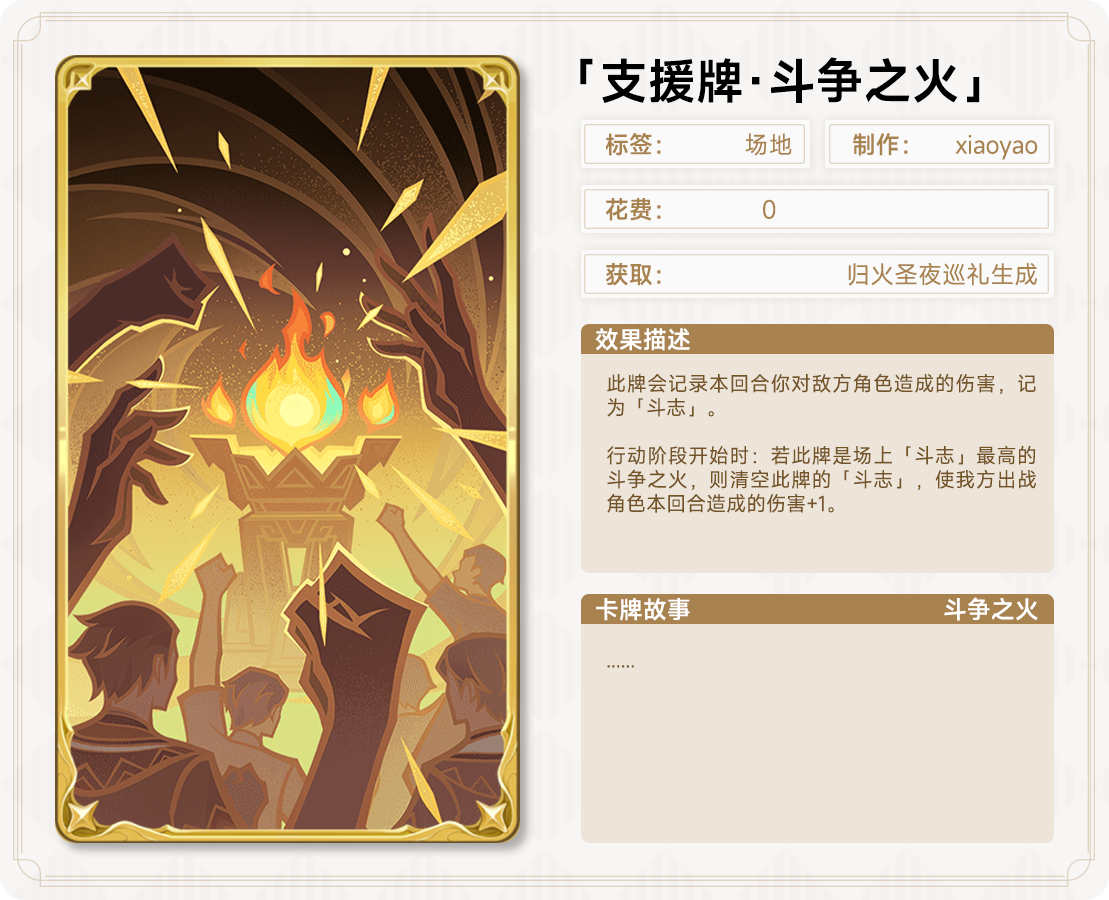 「支援牌·斗争之火」
标签： 场地 制作： xiaoyao
花费： 0
获取： 归火圣夜巡礼生成
效果描述
此牌会记录本回合你对敌方角色造成的伤害，记
为「斗志」。
行动阶段开始时：若此牌是场上「斗志」最高的
斗争之火，则清空此牌的「斗志」，使我方出战
角色本回合造成的伤害+1。
卡牌故事 斗争之火
......